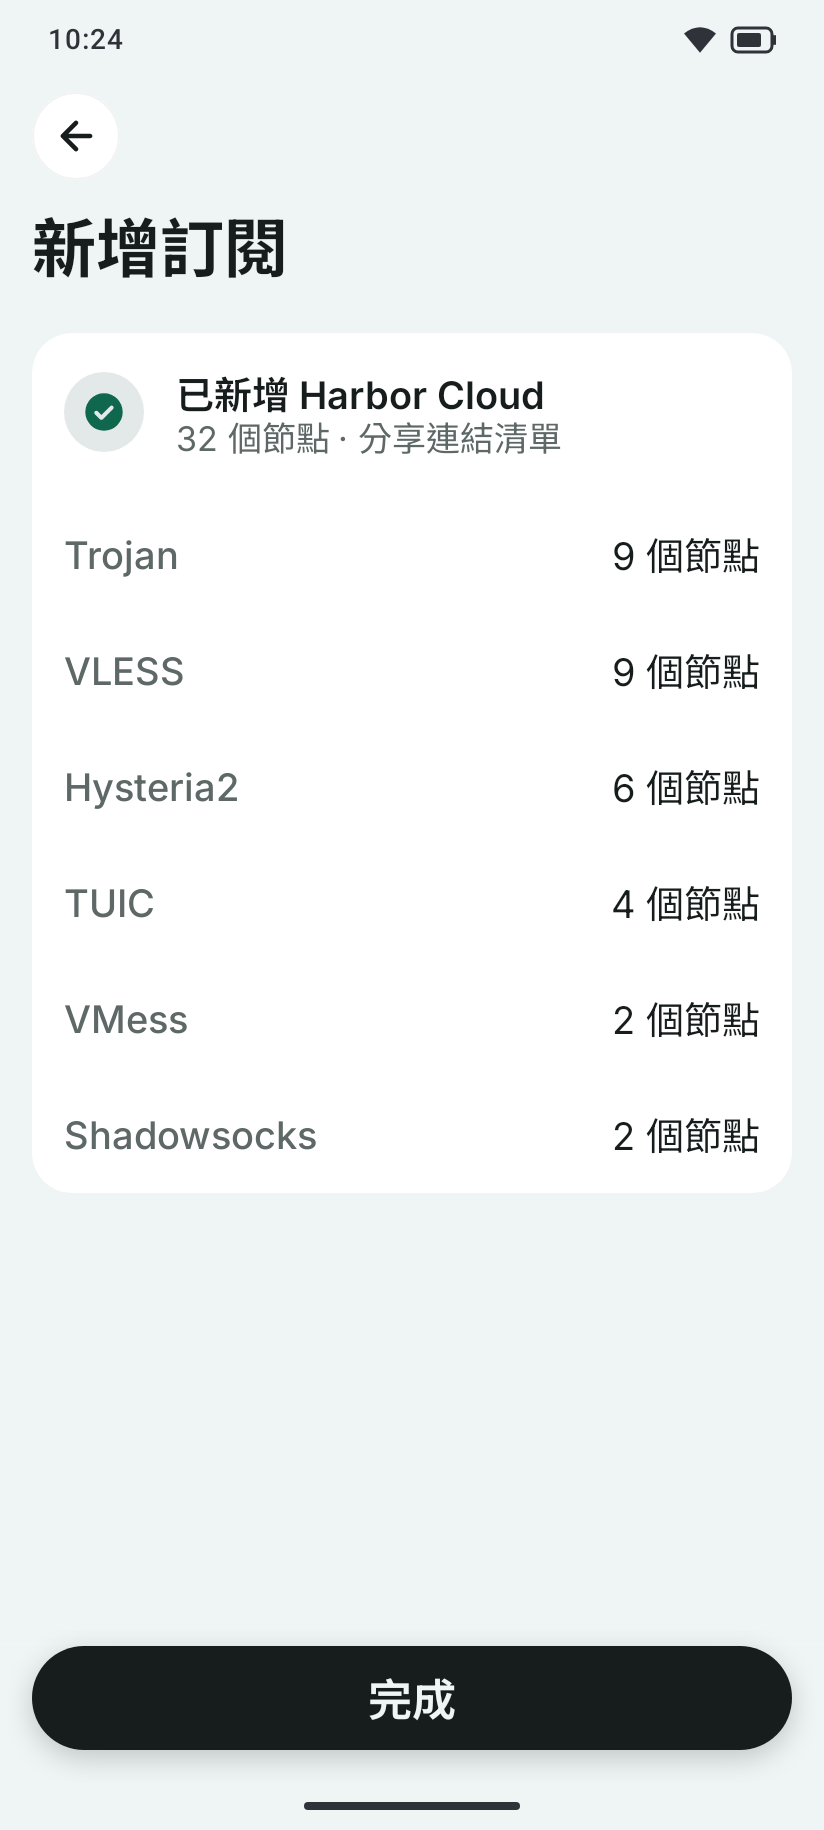 10:24
新增訂閱
已新增 Harbor Cloud
32 個節點 · 分享連結清單
Trojan
9 個節點
VLESS
9 個節點
Hysteria2
6 個節點
TUIC
4 個節點
VMess
2 個節點
Shadowsocks
2 個節點
完成